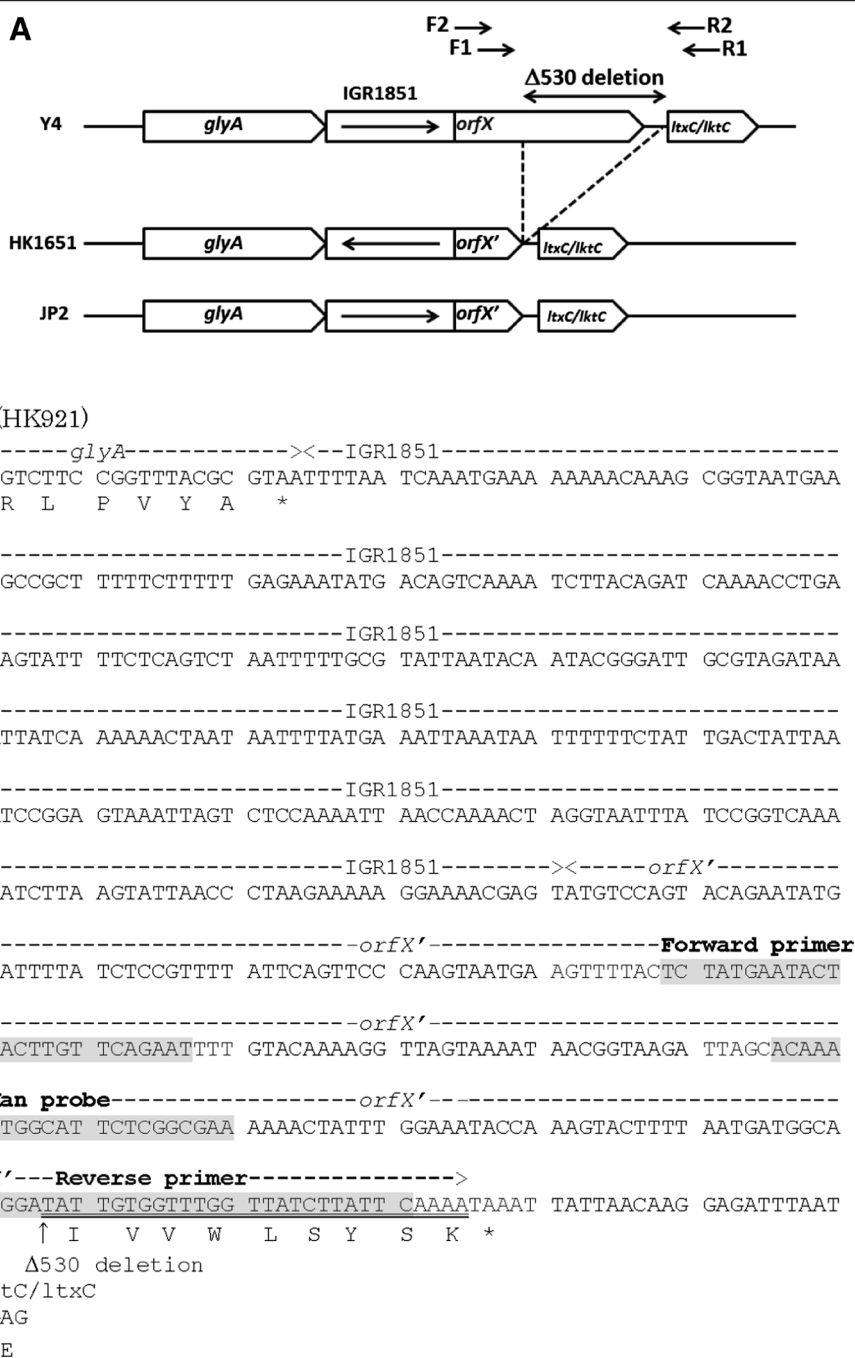 A
F2 R2
F1 R1
Δ530 deletion
IGR1851
Y4 glyA orfX ltxC/lktC
HK1651 glyA orfX' ltxC/lktC
JP2 glyA orfX' ltxC/lktC
(HK921)
-----glyA------------><--IGR1851-----------------------------
GTCTTC CGGTTTACGC GTAATTTTAA TCAAATGAAA AAAAACAAAG CGGTAATGAA
R L P V Y A *
-------------------------IGR1851-----------------------------
GCCGCT TTTTCTTTTT GAGAAATATG ACAGTCAAAA TCTTACAGAT CAAAACCTGA
-------------------------IGR1851-----------------------------
AGTATT TTCTCAGTCT AATTTTTGCG TATTAATACA ATACGGGATT GCGTAGATAA
-------------------------IGR1851-----------------------------
TTATCA AAAAACTAAT AATTTTATGA AATTAAATAA TTTTTTCTAT TGACTATTAA
-------------------------IGR1851-----------------------------
TCCGGA GTAAATTAGT CTCCAAAATT AACCAAAACT AGGTAATTTA TCCGGTCAAA
-------------------------IGR1851--------><-----orfX'---------
ATCTTA AGTATTAACC CTAAGAAAAA GGAAAACGAG TATGTCCAGT ACAGAATATG
--------------------------orfX'-----------------Forward primer
ATTTTA TCTCCGTTTT ATTCAGTTCC CAAGTAATGA AGTTTTACTC TATGAATACT
--------------------------orfX'------------------------------
ACTTGT TCAGAATTTT GTACAAAAGG TTAGTAAAAT AACGGTAAGA TTAGCACAAA
an probe------------------orfX'------------------------------
TGGCAT TCTCGGCGAA AAAACTATTT GGAAATACCA AAGTACTTTT AATGATGGCA
'---Reverse primer--------------->
GGATAT TGTGGTTTGG TTATCTTATT CAAAATAAAT TATTAACAAG GAGATTTAAT
↑ I V V W L S Y S K *
Δ530 deletion
tC/ltxC
AG
E